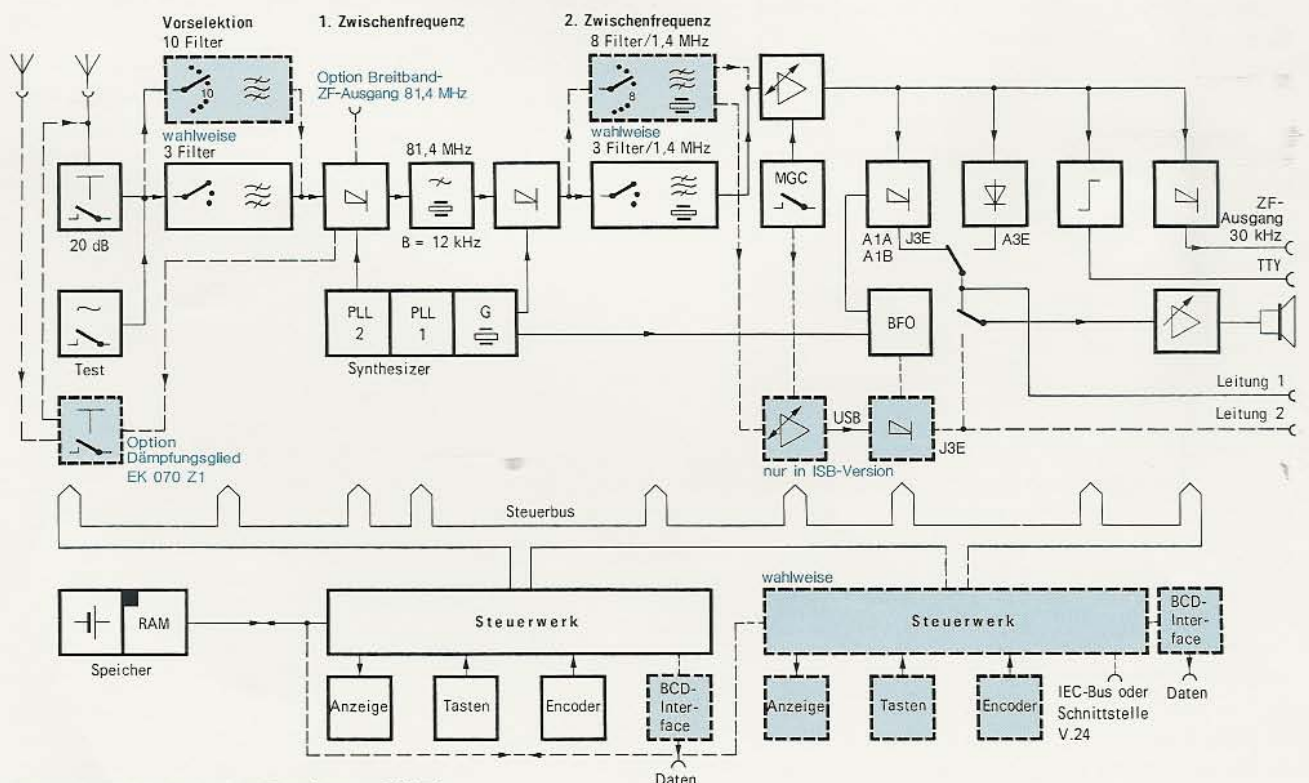 Vorselektion
10 Filter
1. Zwischenfrequenz
2. Zwischenfrequenz
8 Filter/1,4 MHz
Option Breitband-
ZF-Ausgang 81,4 MHz
10
8
wahlweise
3 Filter
81,4 MHz
wahlweise
3 Filter/1,4 MHz
MGC
20 dB
B = 12 kHz
A1A
A1B
J3E
A3E
ZF-
Ausgang
30 kHz
TTY
Test
PLL
2
PLL
1
G
BFO
Synthesizer
Leitung 1
Leitung 2
USB
J3E
Option
Dämpfungsglied
EK 070 Z1
nur in ISB-Version
Steuerbus
wahlweise
RAM
Steuerwerk
Steuerwerk
BCD-
Inter-
face
Speicher
Anzeige
Tasten
Encoder
BCD-
Inter-
face
Anzeige
Tasten
Encoder
IEC-Bus oder
Schnittstelle
V.24
Daten
Daten